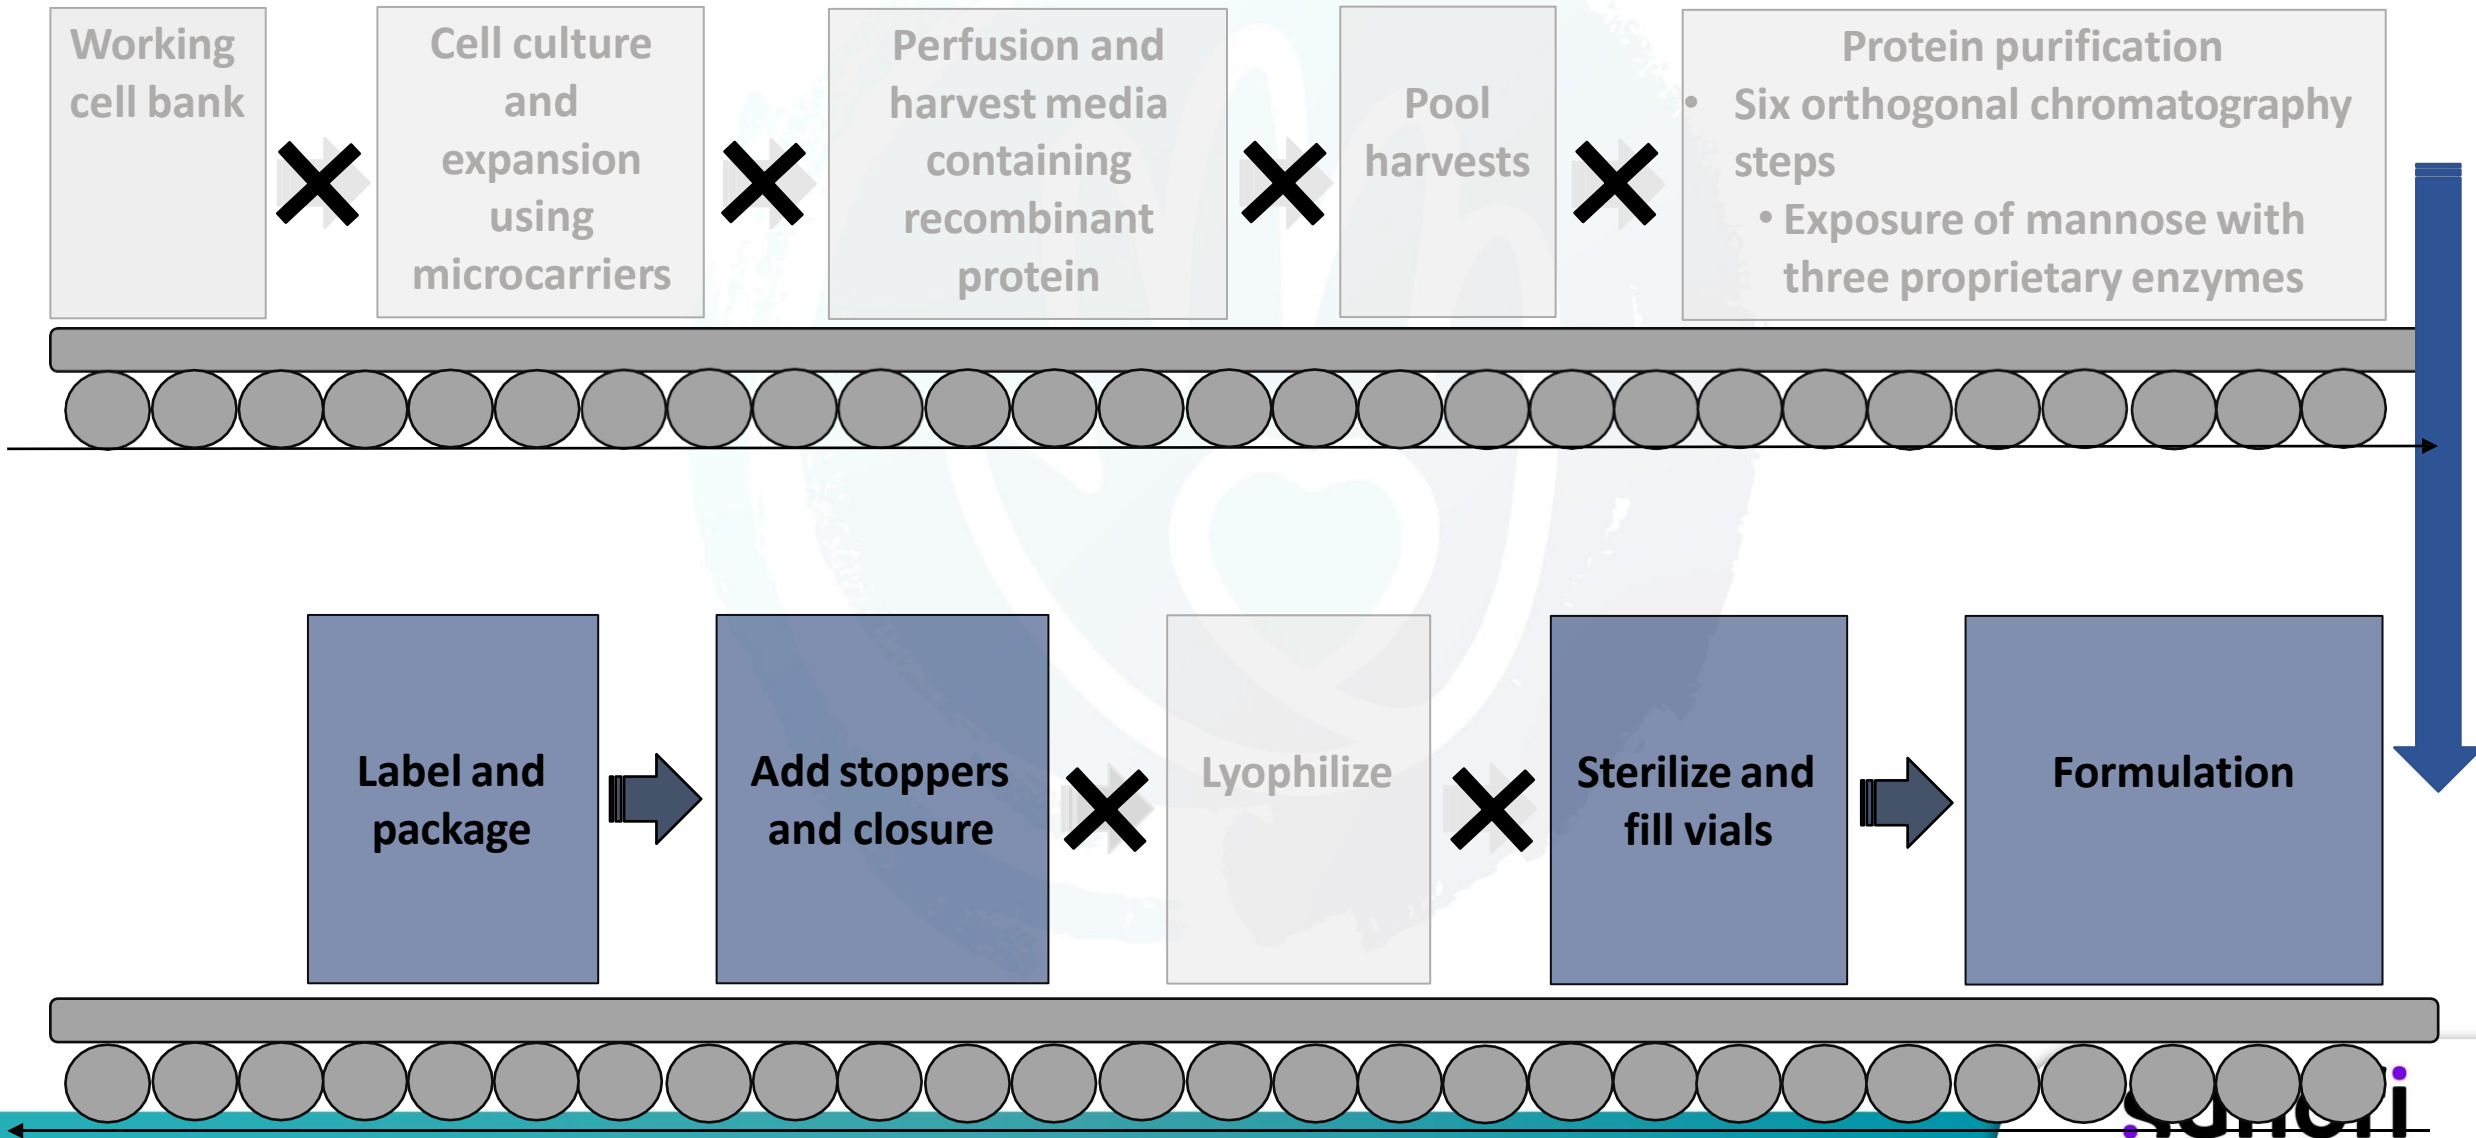 Working
cell bank
Cell culture
and
expansion
using
microcarriers
Perfusion and
harvest media
containing
recombinant
protein
Pool
harvests
Protein purification
• Six orthogonal chromatography
steps
• Exposure of mannose with
three proprietary enzymes
Label and
package
Add stoppers
and closure
Lyophilize
Sterilize and
fill vials
Formulation